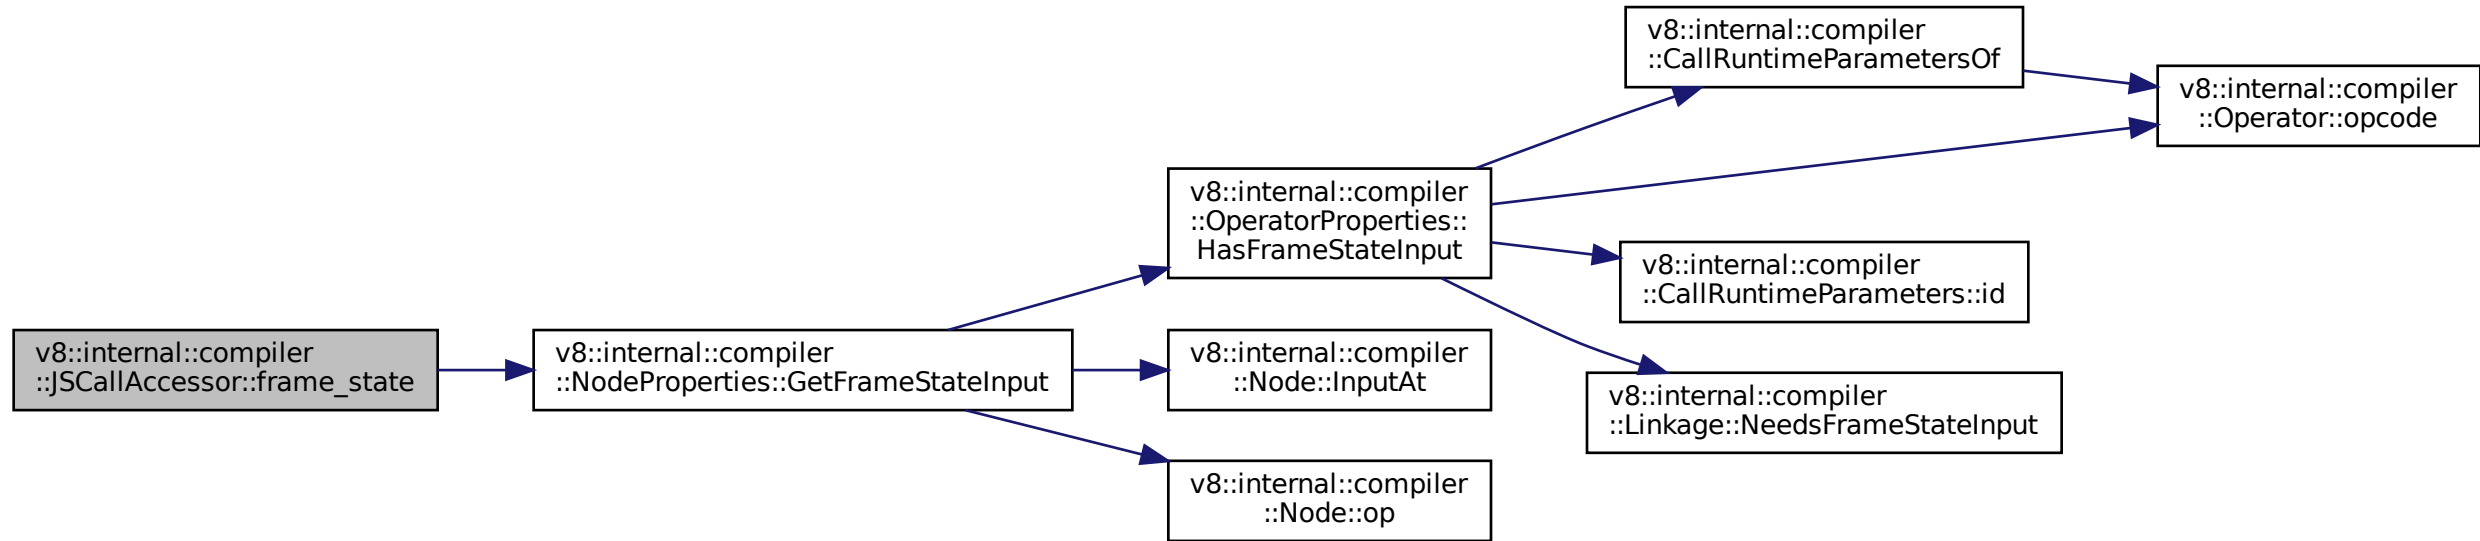 v8::internal::compiler
::JSCallAccessor::frame_state
v8::internal::compiler
::NodeProperties::GetFrameStateInput
v8::internal::compiler
::OperatorProperties::
HasFrameStateInput
v8::internal::compiler
::CallRuntimeParametersOf
v8::internal::compiler
::Operator::opcode
v8::internal::compiler
::CallRuntimeParameters::id
v8::internal::compiler
::Linkage::NeedsFrameStateInput
v8::internal::compiler
::Node::InputAt
v8::internal::compiler
::Node::op